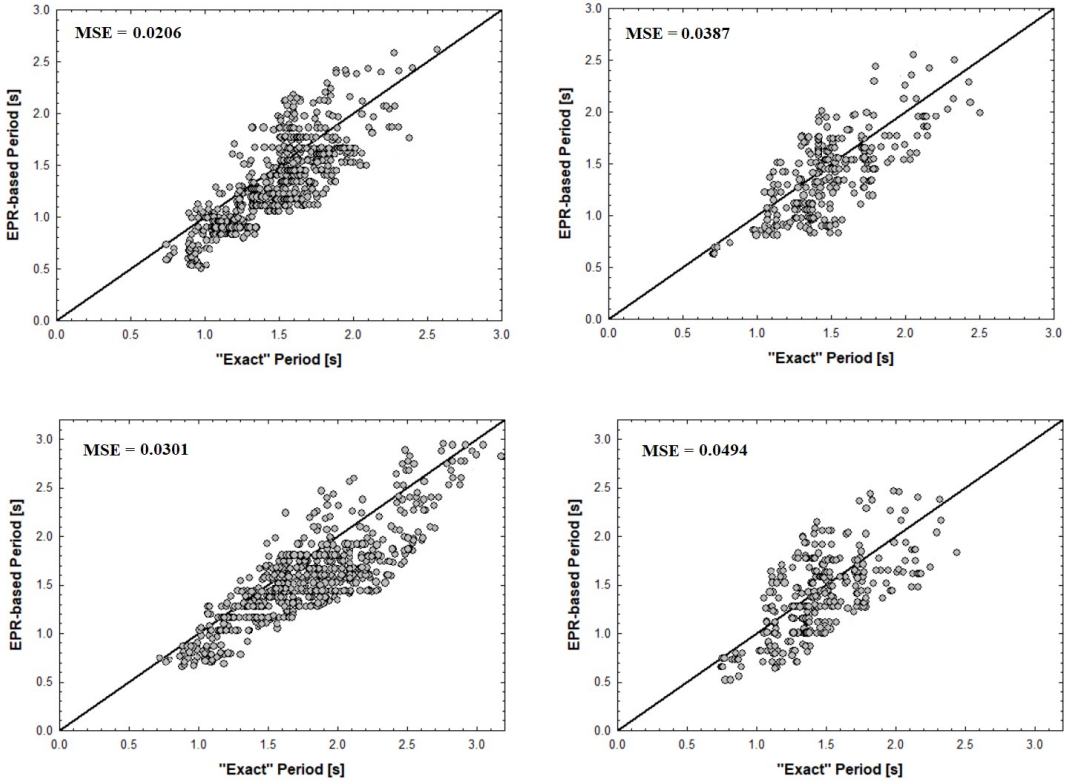 MSE = 0.0206
EPR-based Period [s]
3.0
2.5
2.0
1.5
1.0
0.5
0.0
0.0 0.5 1.0 1.5 2.0 2.5 3.0
"Exact" Period [s]
MSE = 0.0387
EPR-based Period [s]
3.0
2.5
2.0
1.5
1.0
0.5
0.0
0.0 0.5 1.0 1.5 2.0 2.5 3.0
"Exact" Period [s]
MSE = 0.0301
EPR-based Period [s]
3.0
2.5
2.0
1.5
1.0
0.5
0.0
0.0 0.5 1.0 1.5 2.0 2.5 3.0
"Exact" Period [s]
MSE = 0.0494
EPR-based Period [s]
3.0
2.5
2.0
1.5
1.0
0.5
0.0
0.0 0.5 1.0 1.5 2.0 2.5 3.0
"Exact" Period [s]